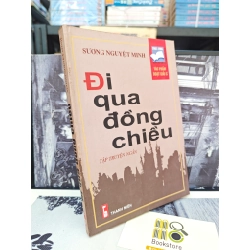 SƯƠNG NGUYỆT MINH
Đi
qua
đồng
chiều
TẬP TRUYỆN NGẮN
THANH NIÊN
Bookstore